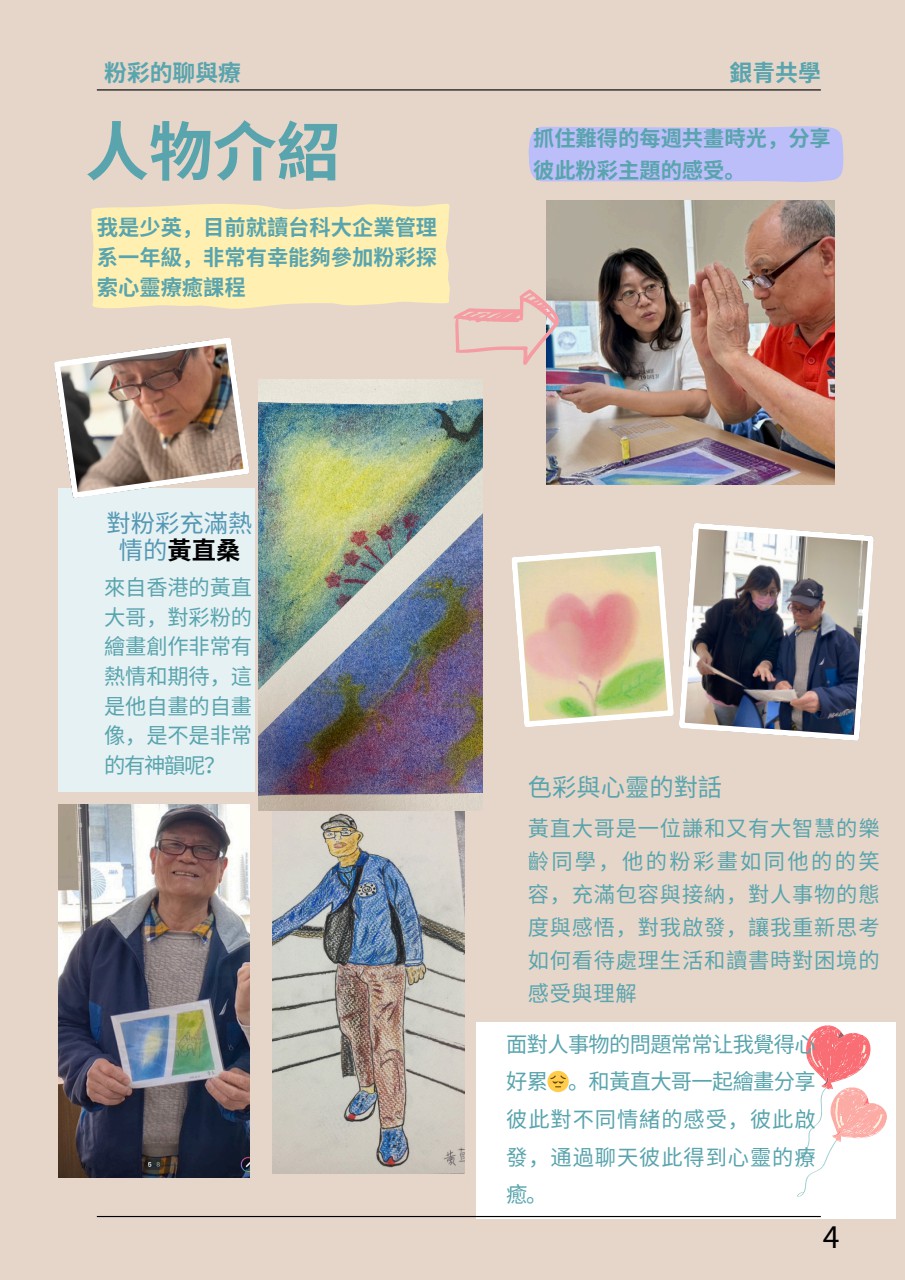 粉彩的聊與療
銀青共學
人物介紹
我是少英，目前就讀台科大企業管理
系一年級，非常有幸能夠參加粉彩探
索心靈療癒課程
抓住難得的每週共畫時光，分享
彼此粉彩主題的感受。
對粉彩充滿熱
情的黃直桑
來自香港的黃直
大哥，對彩粉的
繪畫創作非常有
熱情和期待，這
是他自畫的自畫
像，是不是非常
的有神韻呢？
色彩與心靈的對話
黃直大哥是一位謙和又有大智慧的樂
齡同學，他的粉彩畫如同他的的笑
容，充滿包容與接納，對人事物的態
度與感悟，對我啟發，讓我重新思考
如何看待處理生活和讀書時對困境的
感受與理解
面對人事物的問題常常让我覺得心
好累😔。和黃直大哥一起繪畫分享
彼此對不同情緒的感受，彼此啟
發，通過聊天彼此得到心靈的療
癒。
4